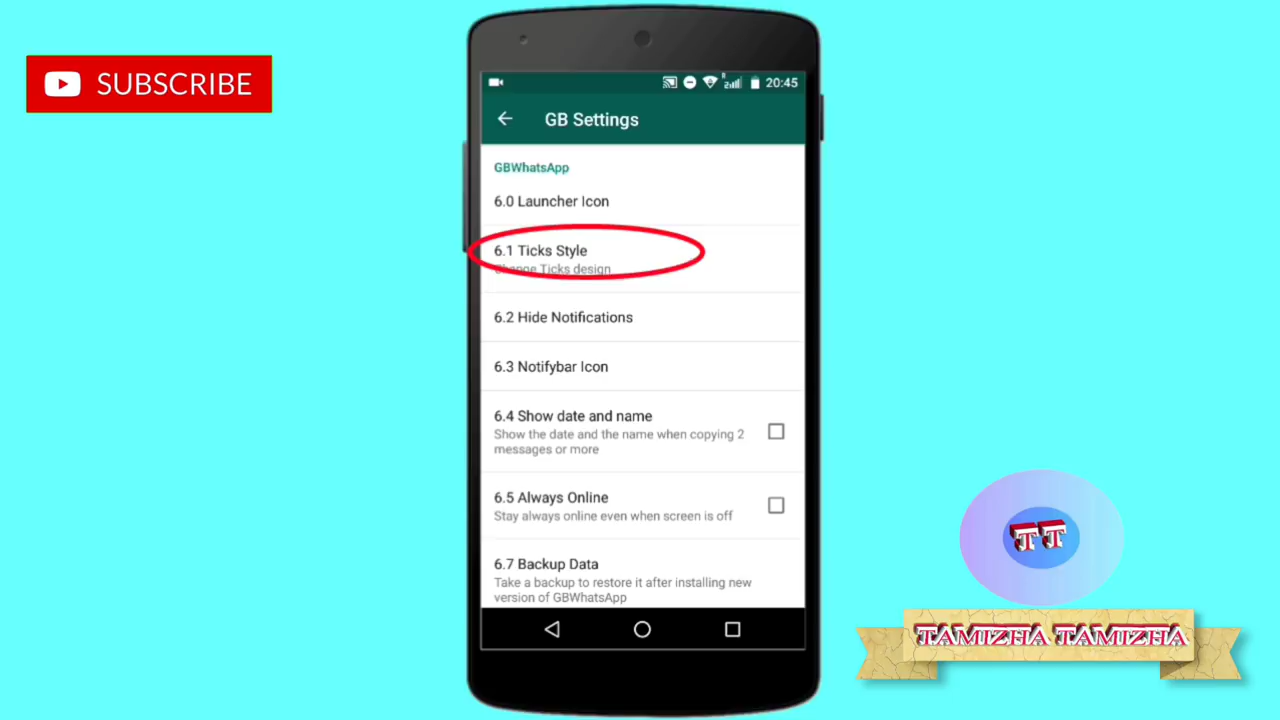 SUBSCRIBE
20:45
GB Settings
GBWhatsApp
6.0 Launcher Icon
6.1 Ticks Style
Change Ticks design
6.2 Hide Notifications
6.3 Notifybar Icon
6.4 Show date and name
Show the date and the name when copying 2
messages or more
6.5 Always Online
Stay always online even when screen is off
6.7 Backup Data
Take a backup to restore it after installing new
version of GBWhatsApp
TT
TAMIZHA TAMIZHA